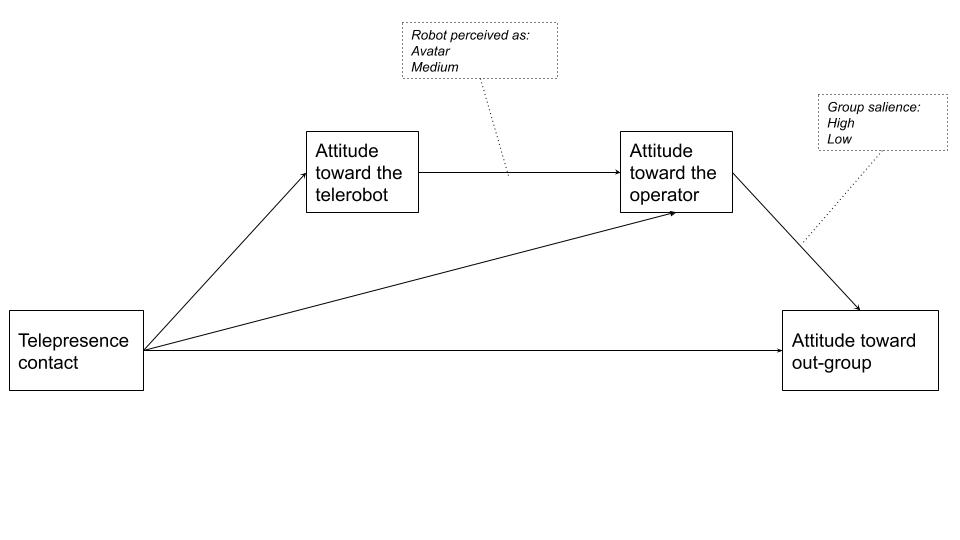 Robot perceived as:
Avatar
Medium
Group salience:
High
Low
Attitude
toward the
telerobot
Attitude
toward the
operator
Telepresence
contact
Attitude toward
out-group